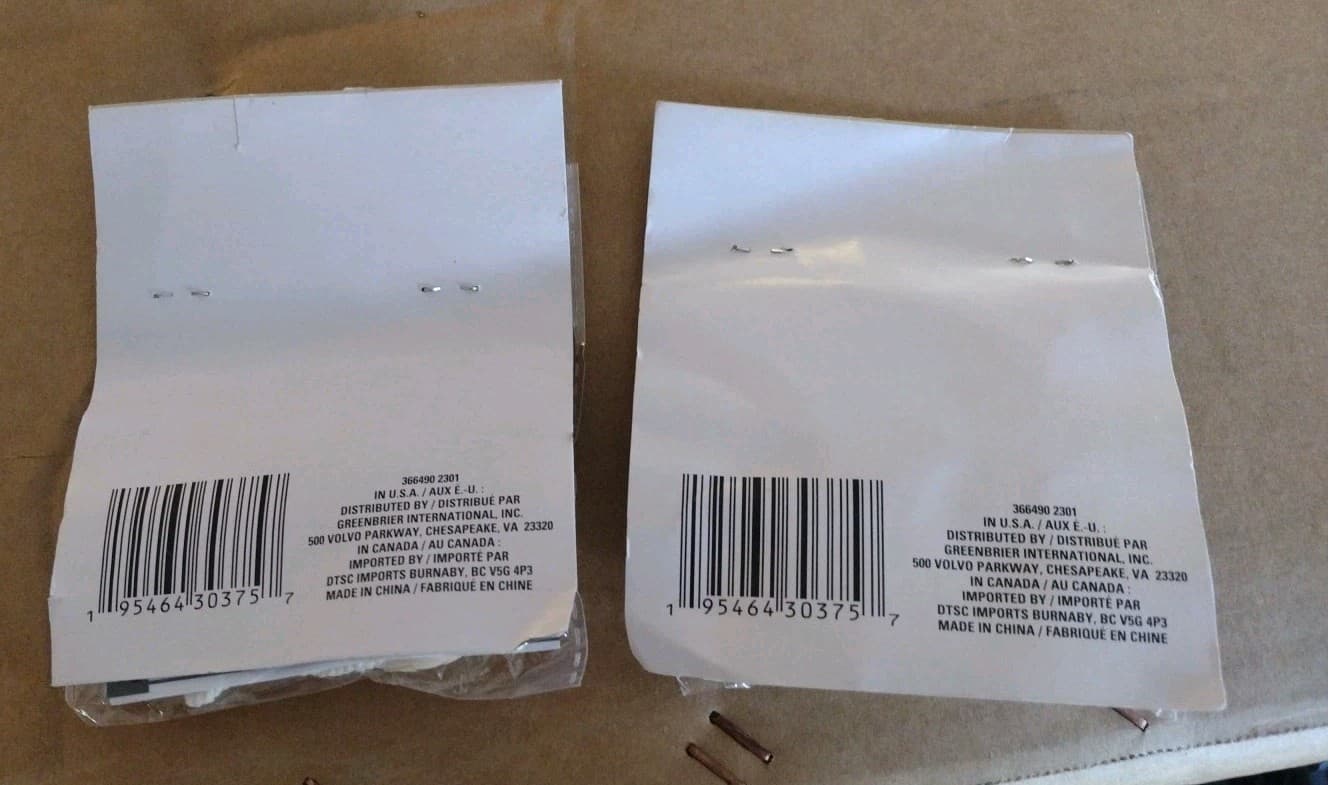 366490 2301
IN U.S.A. / AUX É.-U. :
DISTRIBUTED BY / DISTRIBUÉ PAR
GREENBRIER INTERNATIONAL, INC.
500 VOLVO PARKWAY, CHESAPEAKE, VA 23320
IN CANADA / AU CANADA :
IMPORTED BY / IMPORTÉ PAR
DTSC IMPORTS BURNABY, BC V5G 4P3
MADE IN CHINA / FABRIQUÉ EN CHINE
1 95464 30375 7
366490 2301
IN U.S.A. / AUX É.-U. :
DISTRIBUTED BY / DISTRIBUÉ PAR
GREENBRIER INTERNATIONAL, INC.
500 VOLVO PARKWAY, CHESAPEAKE, VA 23320
IN CANADA / AU CANADA :
IMPORTED BY / IMPORTÉ PAR
DTSC IMPORTS BURNABY, BC V5G 4P3
MADE IN CHINA / FABRIQUÉ EN CHINE
1 95464 30375 7